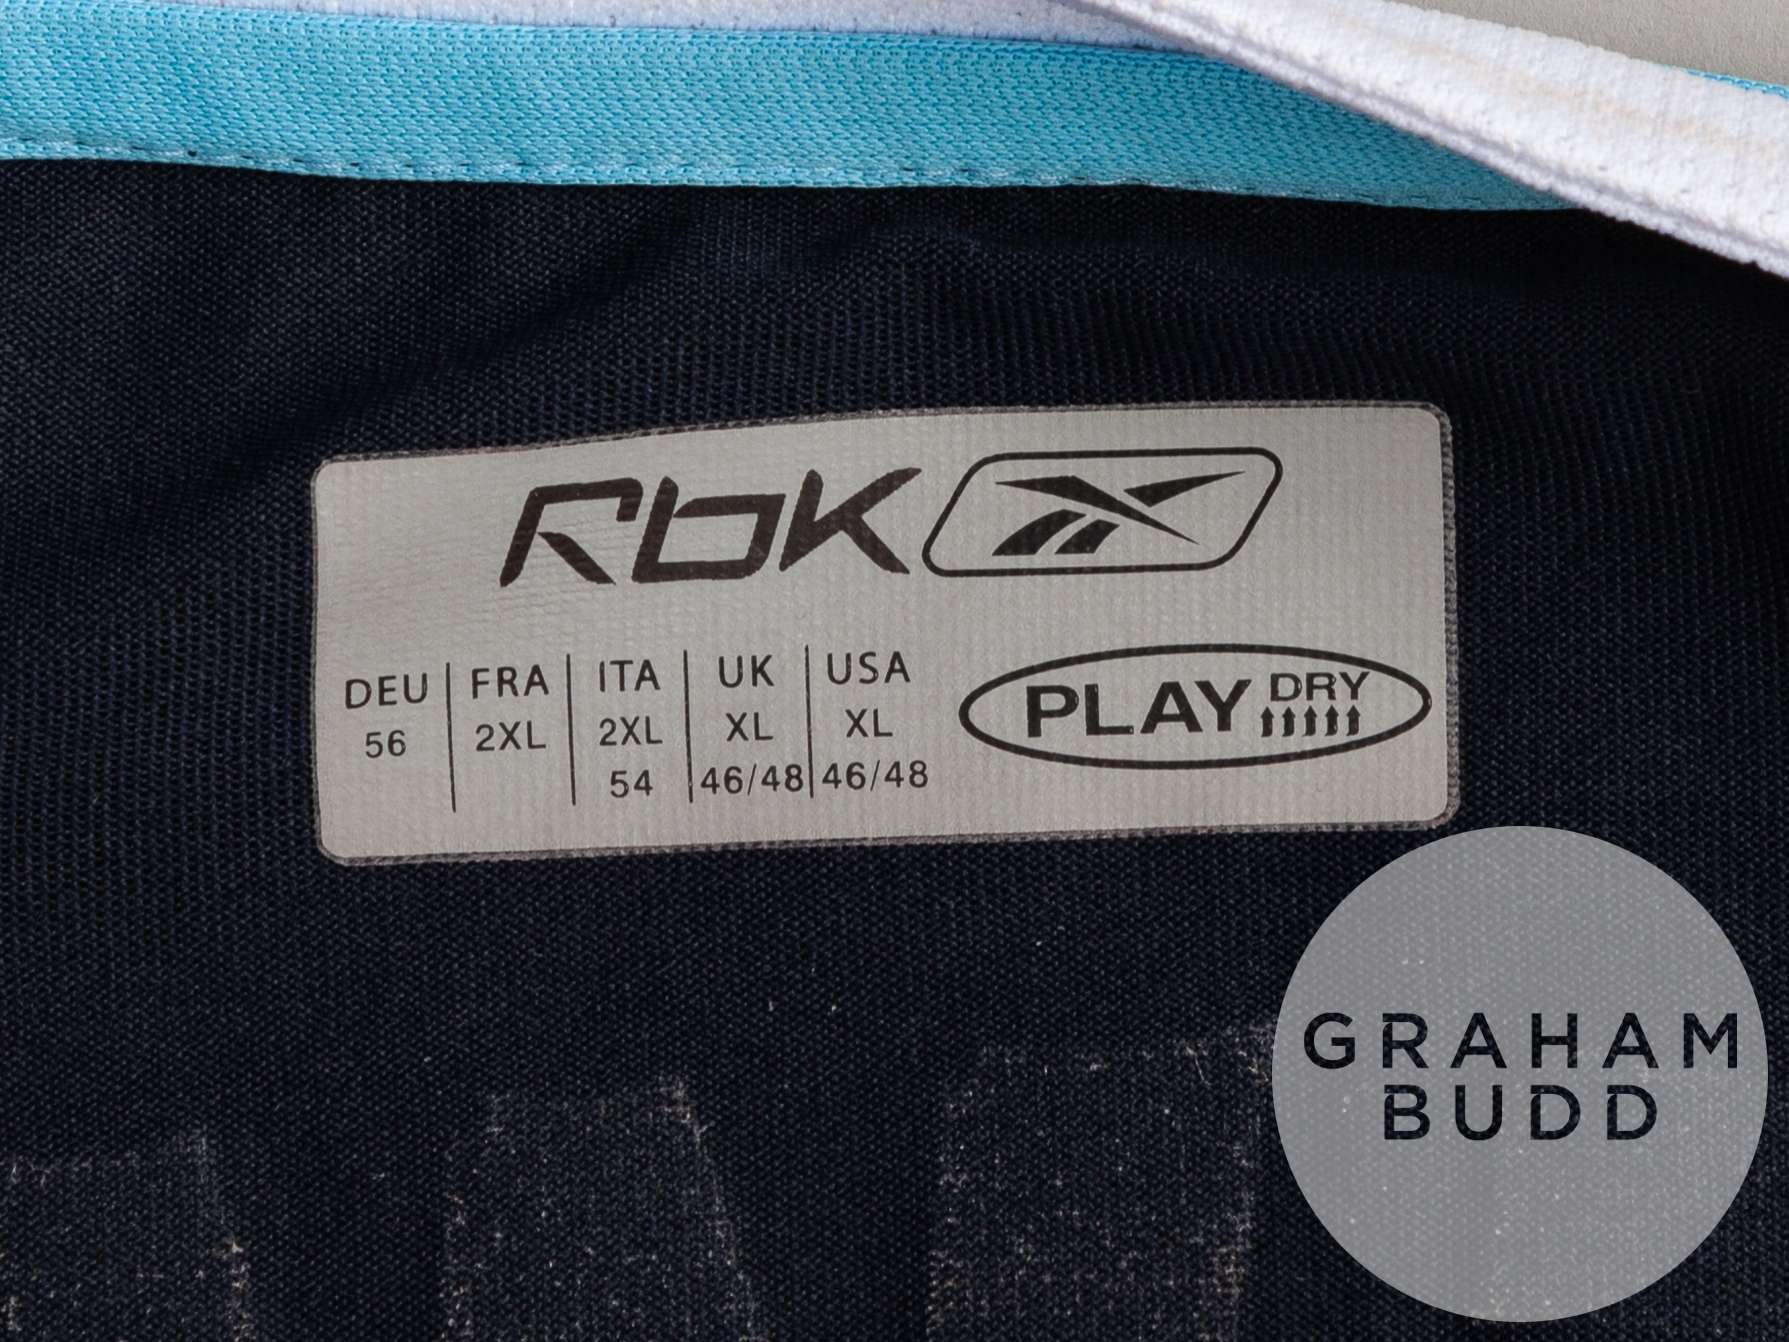 Rbk
DEU FRA ITA UK USA
56 2XL 2XL XL XL
54 46/48 46/48
PLAY DRY
GRAHAM
BUDD